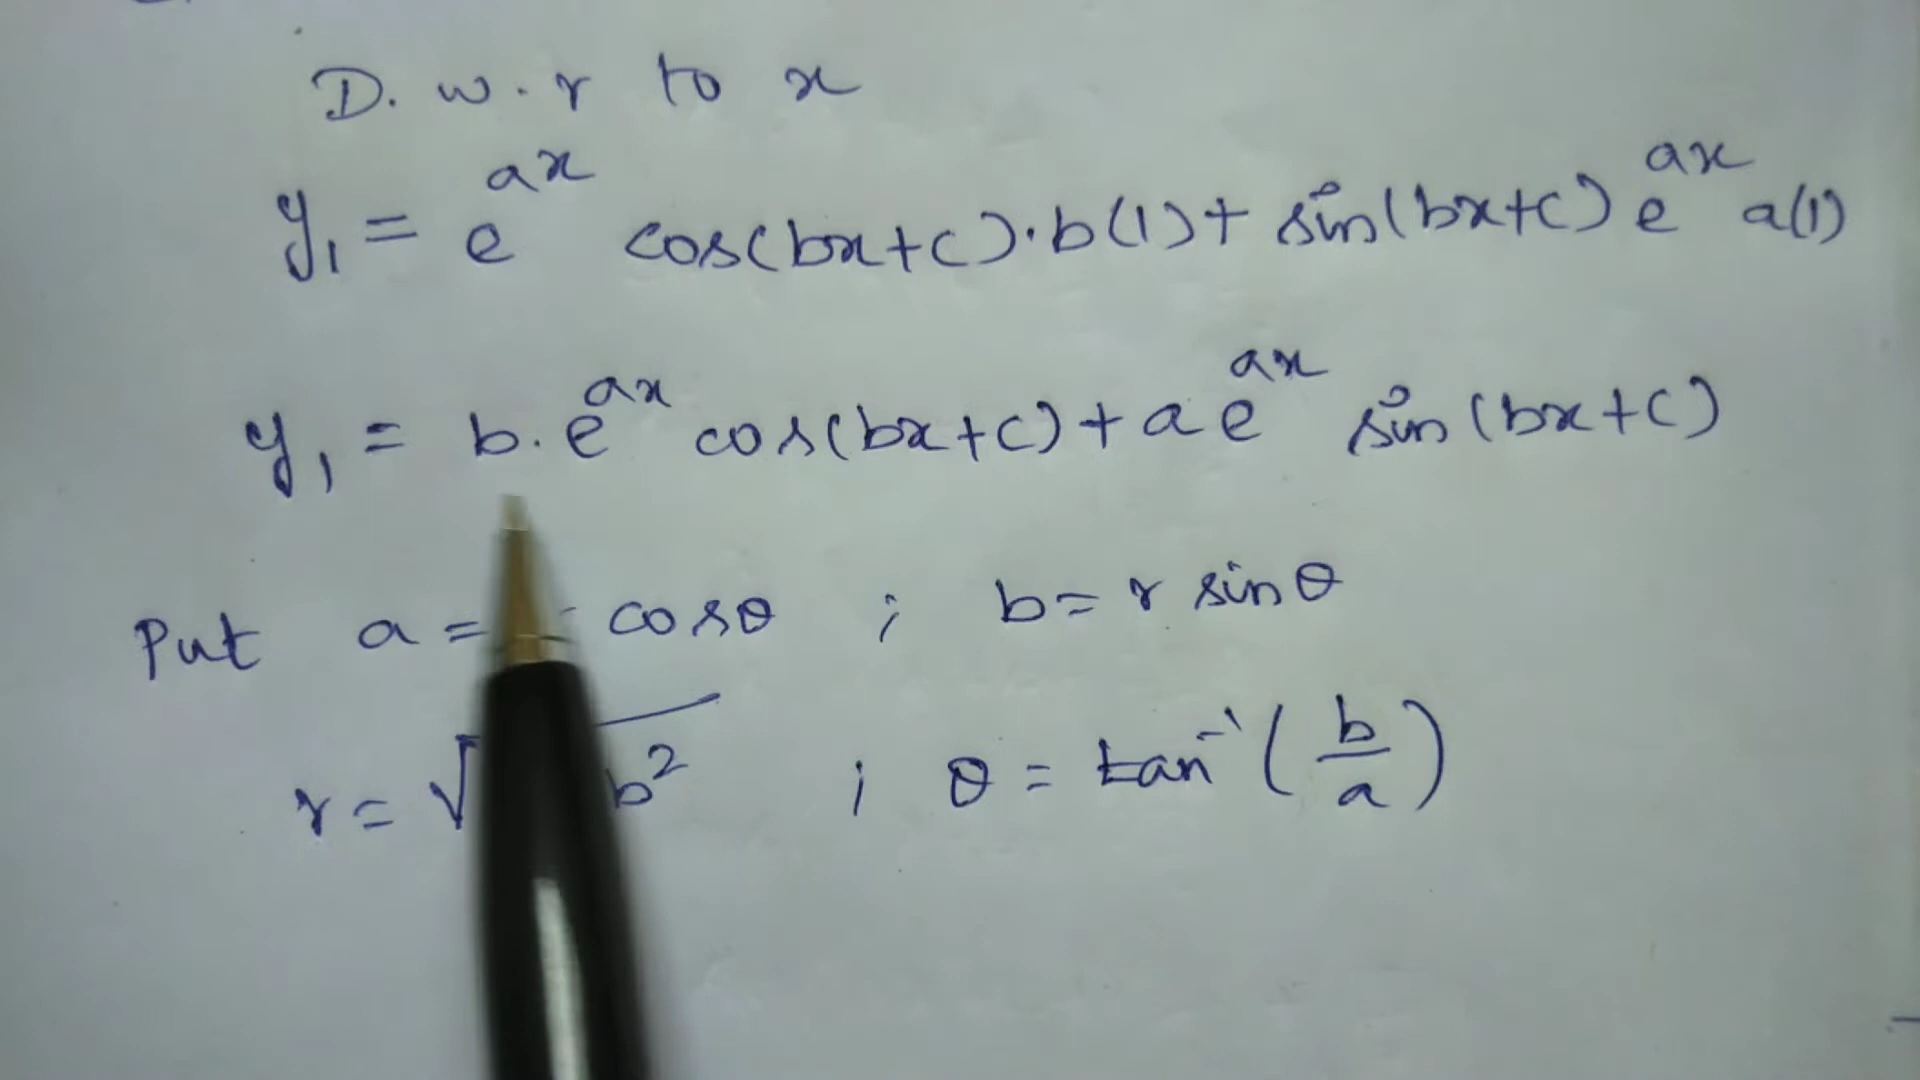 D. w. r to x
y₁ = e^{ax} cos(bx+c)·b(1)+ sin(bx+c) e^{ax} a(1)
y₁ = b. e^{ax} cos(bx+c) + a e^{ax} sin(bx+c)
Put a = cosθ ; b = r sinθ
r = √ b² ; θ = tan⁻¹(b/a)